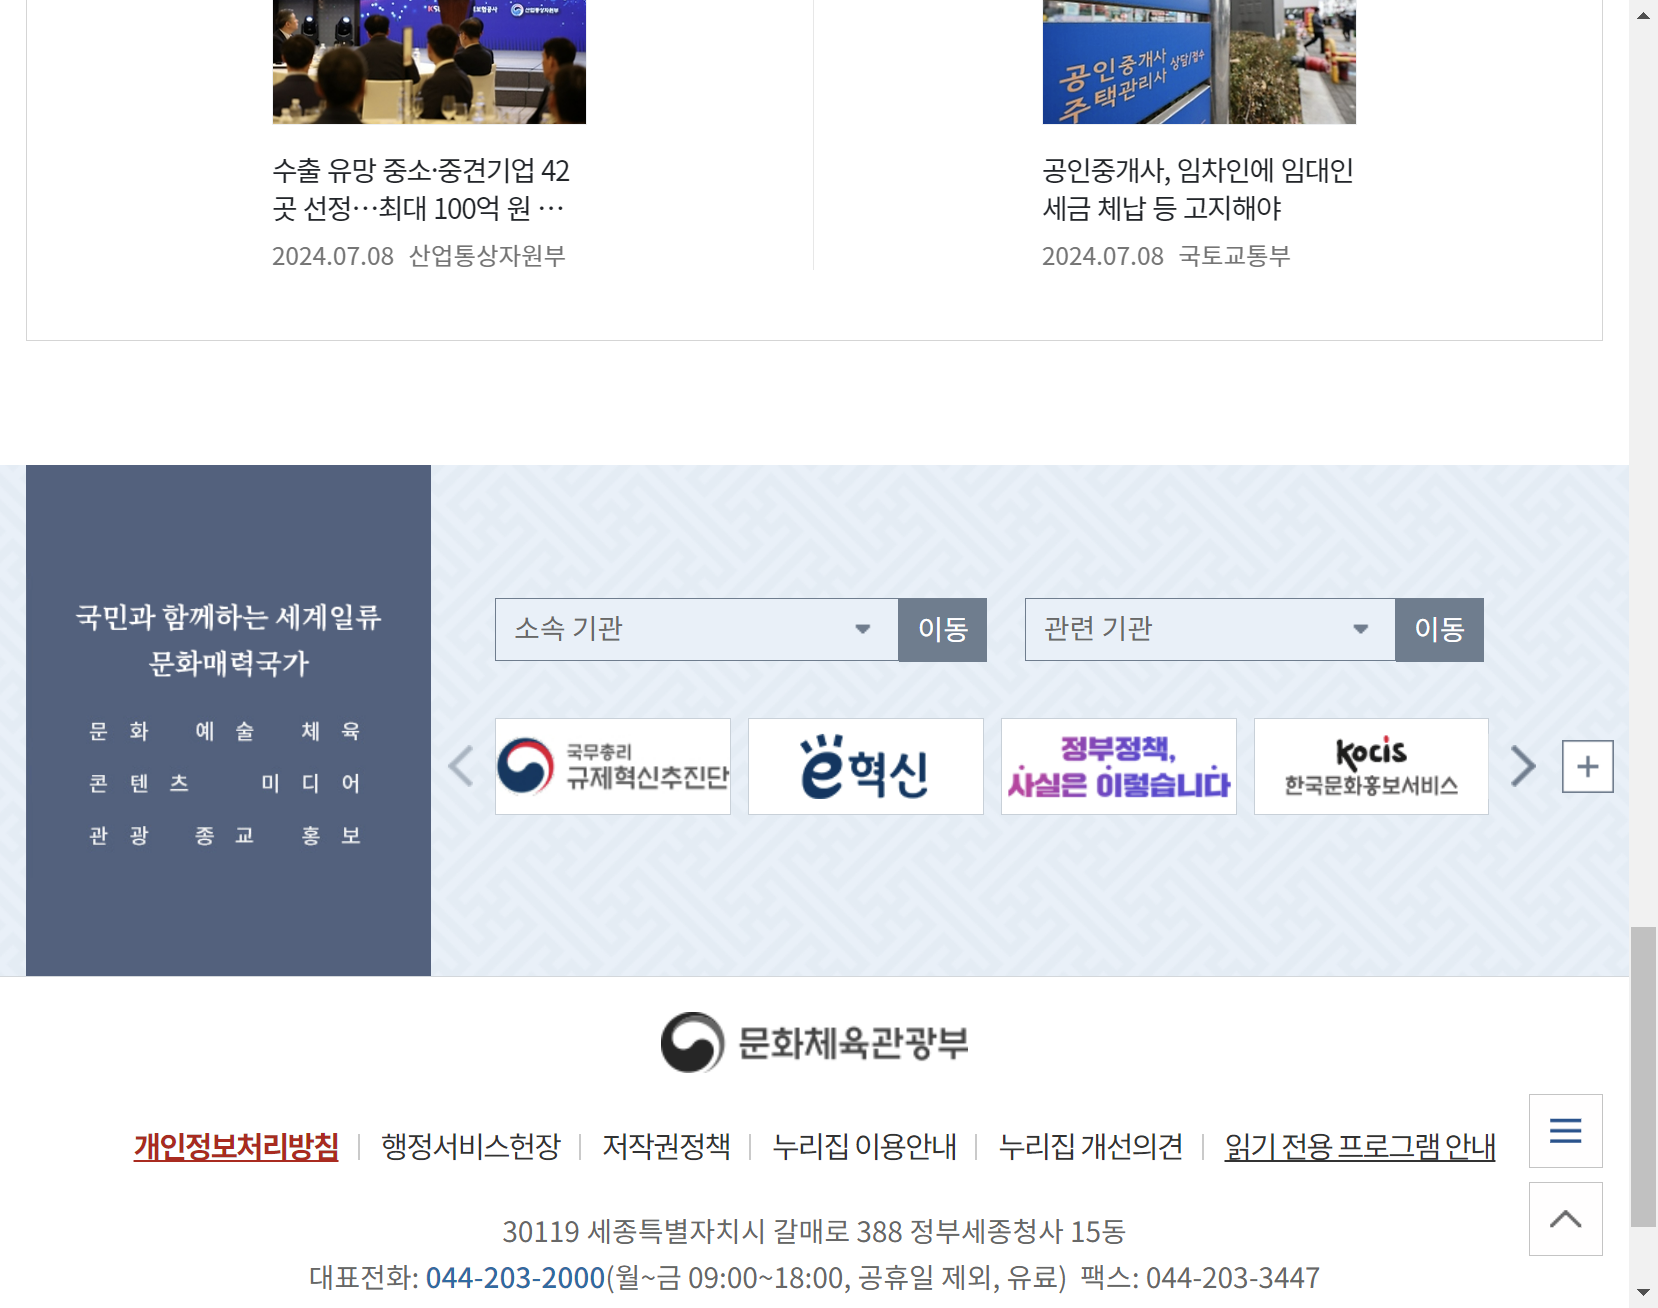 산업통상자원부
공인중개사 상담/접수
주택관리사
수출 유망 중소·중견기업 42
곳 선정…최대 100억 원 …
2024.07.08 산업통상자원부
공인중개사, 임차인에 임대인
세금 체납 등 고지해야
2024.07.08 국토교통부
국민과 함께하는 세계일류
문화매력국가
문화 예술 체육
콘텐츠 미디어
관광 종교 홍보
소속 기관
이동
관련 기관
이동
국무총리
규제혁신추진단
e혁신
정부정책,
사실은 이렇습니다
kocis
한국문화홍보서비스
문화체육관광부
개인정보처리방침
행정서비스헌장
저작권정책
누리집 이용안내
누리집 개선의견
읽기 전용 프로그램 안내
30119 세종특별자치시 갈매로 388 정부세종청사 15동
대표전화: 044-203-2000(월~금 09:00~18:00, 공휴일 제외, 유료) 팩스: 044-203-3447